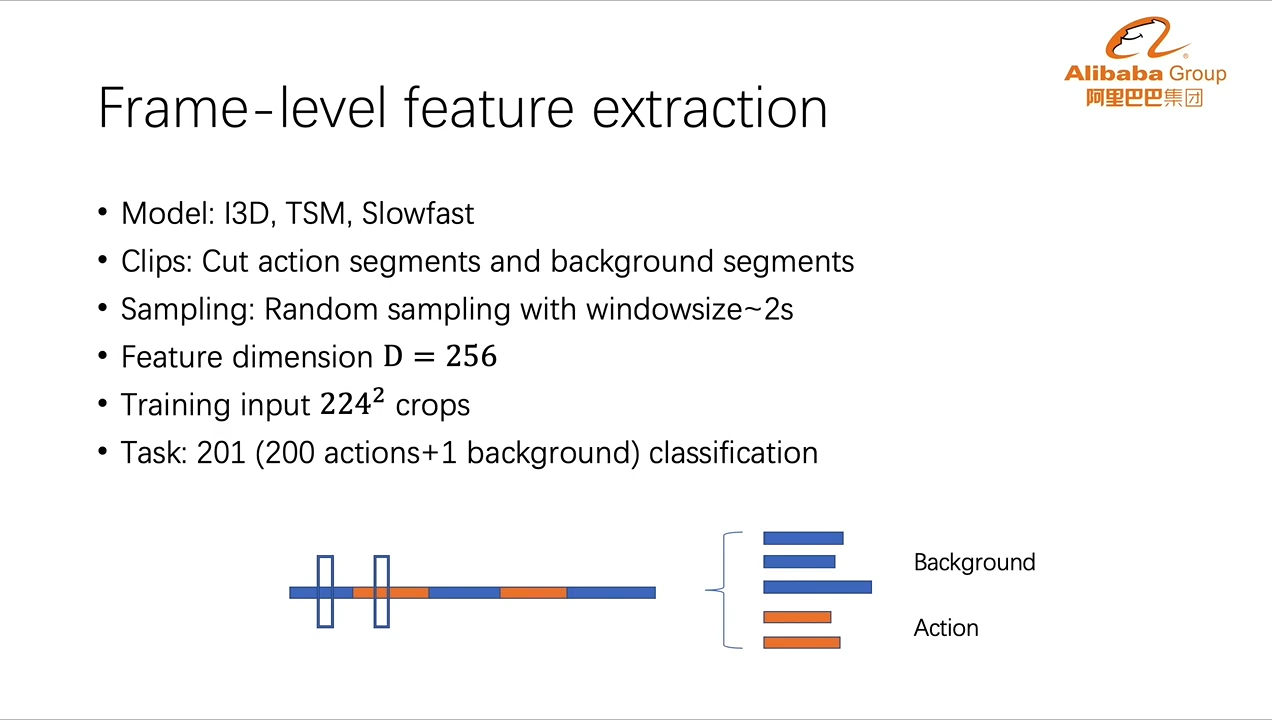 Alibaba Group
阿里巴巴集团
Frame-level feature extraction
• Model: I3D, TSM, Slowfast
• Clips: Cut action segments and background segments
• Sampling: Random sampling with windowsize~2s
• Feature dimension D = 256
• Training input 224² crops
• Task: 201 (200 actions+1 background) classification
Background
Action